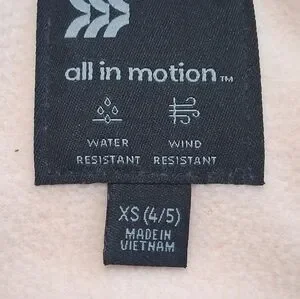 all in motion™
WATER RESISTANT
WIND RESISTANT
XS (4/5)
MADE IN
VIETNAM